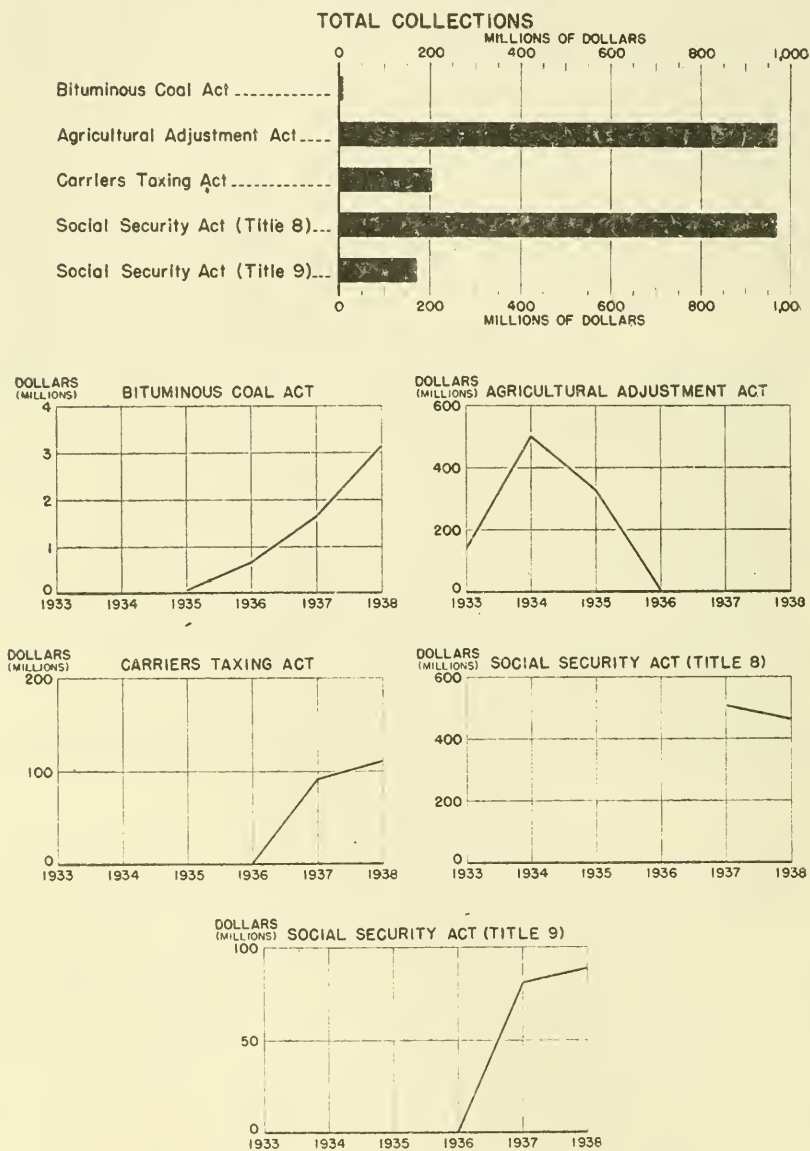 TOTAL COLLECTIONS
MILLIONS OF DOLLARS
0 200 400 600 800 1,000
Bituminous Coal Act
Agricultural Adjustment Act
Carriers Taxing Act
Social Security Act (Title 8)
Social Security Act (Title 9)
0 200 400 600 800 1,00
MILLIONS OF DOLLARS
DOLLARS
(MILLIONS)
BITUMINOUS COAL ACT
4
3
2
1
0
1933 1934 1935 1936 1937 1938
DOLLARS
(MILLIONS)
AGRICULTURAL ADJUSTMENT ACT
600
400
200
0
1933 1934 1935 1936 1937 1938
DOLLARS
(MILLIONS)
CARRIERS TAXING ACT
200
100
0
1933 1934 1935 1936 1937 1938
DOLLARS
(MILLIONS)
SOCIAL SECURITY ACT (TITLE 8)
600
400
200
0
1933 1934 1935 1936 1937 1938
DOLLARS
(MILLIONS)
SOCIAL SECURITY ACT (TITLE 9)
100
50
0
1933 1934 1935 1936 1937 1938